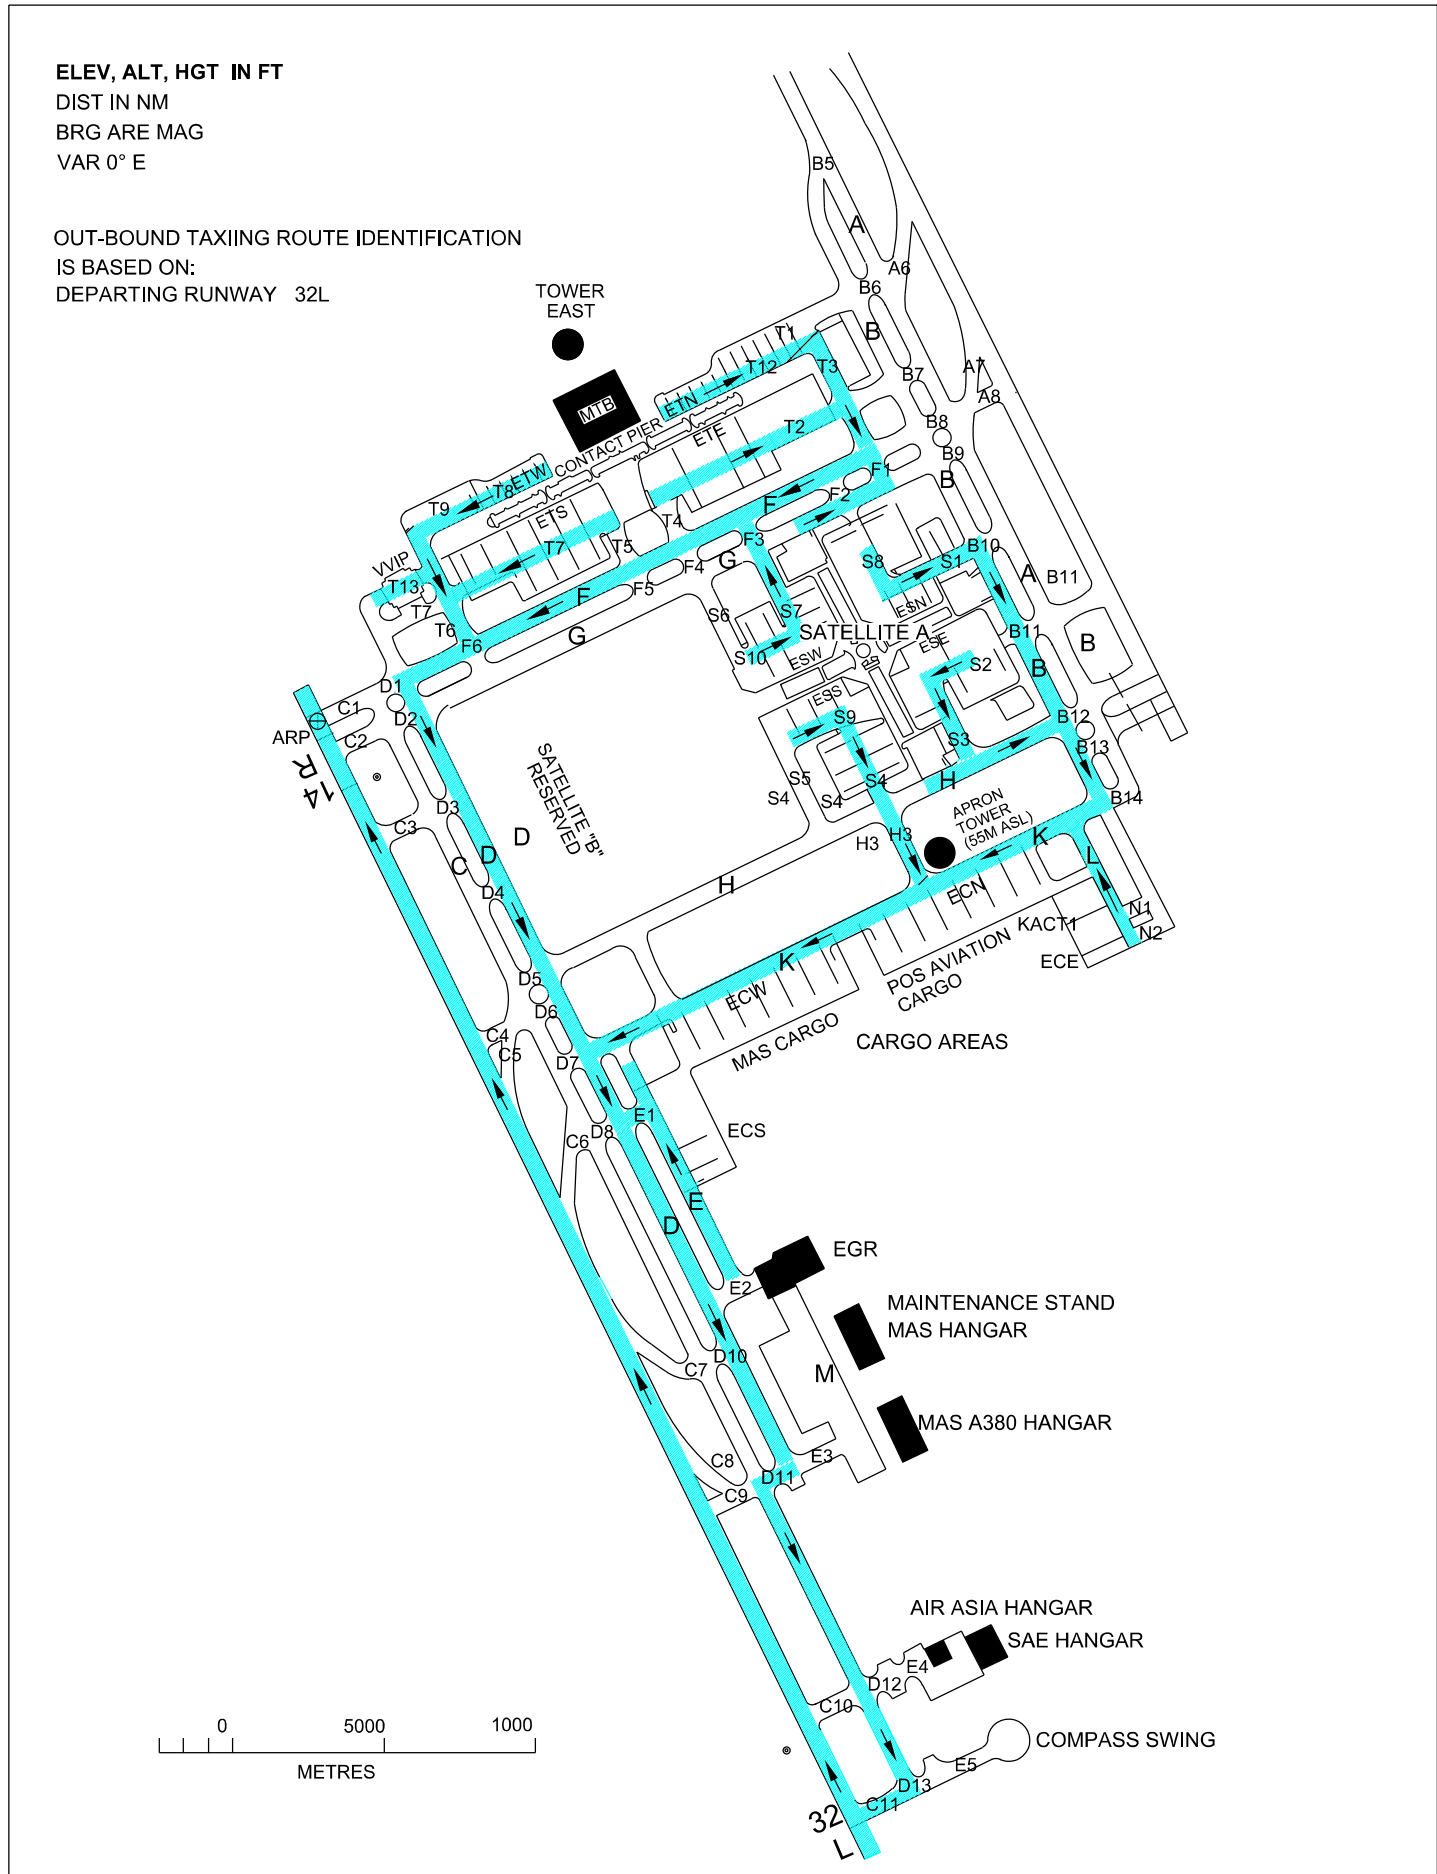 ELEV, ALT, HGT IN FT
DIST IN NM
BRG ARE MAG
VAR 0° E
OUT-BOUND TAXIING ROUTE IDENTIFICATION
IS BASED ON:
DEPARTING RUNWAY 32L
TOWER
EAST
B5
A
A6
B6
B
T1
T12
T3
B7
A7
A8
MTB
ETN
CONTACT PIER
ETE
T2
B8
B9
B
F1
F2
F
ETW
T8
T9
ETS
T4
T5
T7
F3
G
F4
F5
F
G
VVIP
T13
T7
T6
F6
S8
S1
B10
A
B11
ESN
S6
S7
SATELLITE A
ESE
B11
B
B
S10
ESW
S2
ESS
S9
S3
B12
B13
B14
D1
D2
C1
C2
ARP
14
R
SATELLITE "B"
RESERVED
D3
D
D
C3
C
D4
S5
S4
S4
S4
H
H3
H3
APRON
TOWER
(55M ASL)
K
L
H
ECN
KACT1
N1
N2
ECE
POS AVIATION
CARGO
K
ECW
MAS CARGO
CARGO AREAS
D5
D6
C4
C5
D7
E1
D8
C6
ECS
E
D
EGR
E2
MAINTENANCE STAND
MAS HANGAR
D10
C7
M
MAS A380 HANGAR
C8
E3
D11
C9
AIR ASIA HANGAR
SAE HANGAR
E4
D12
C10
COMPASS SWING
E5
D13
C11
32
L
0 5000 1000
METRES